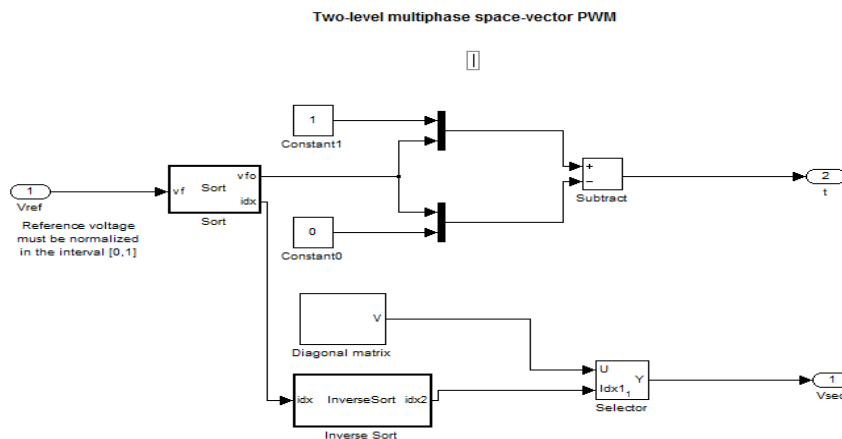 Two-level multiphase space-vector PWM
1
Constant1
vf
Sort
vfo
idx
Sort
1
Vref
Reference voltage
must be normalized
in the interval [0,1]
0
Constant0
+
−
Subtract
2
t
V
Diagonal matrix
idx
InverseSort
idx2
Inverse Sort
U
Y
Idx1
1
Selector
1
Vsec